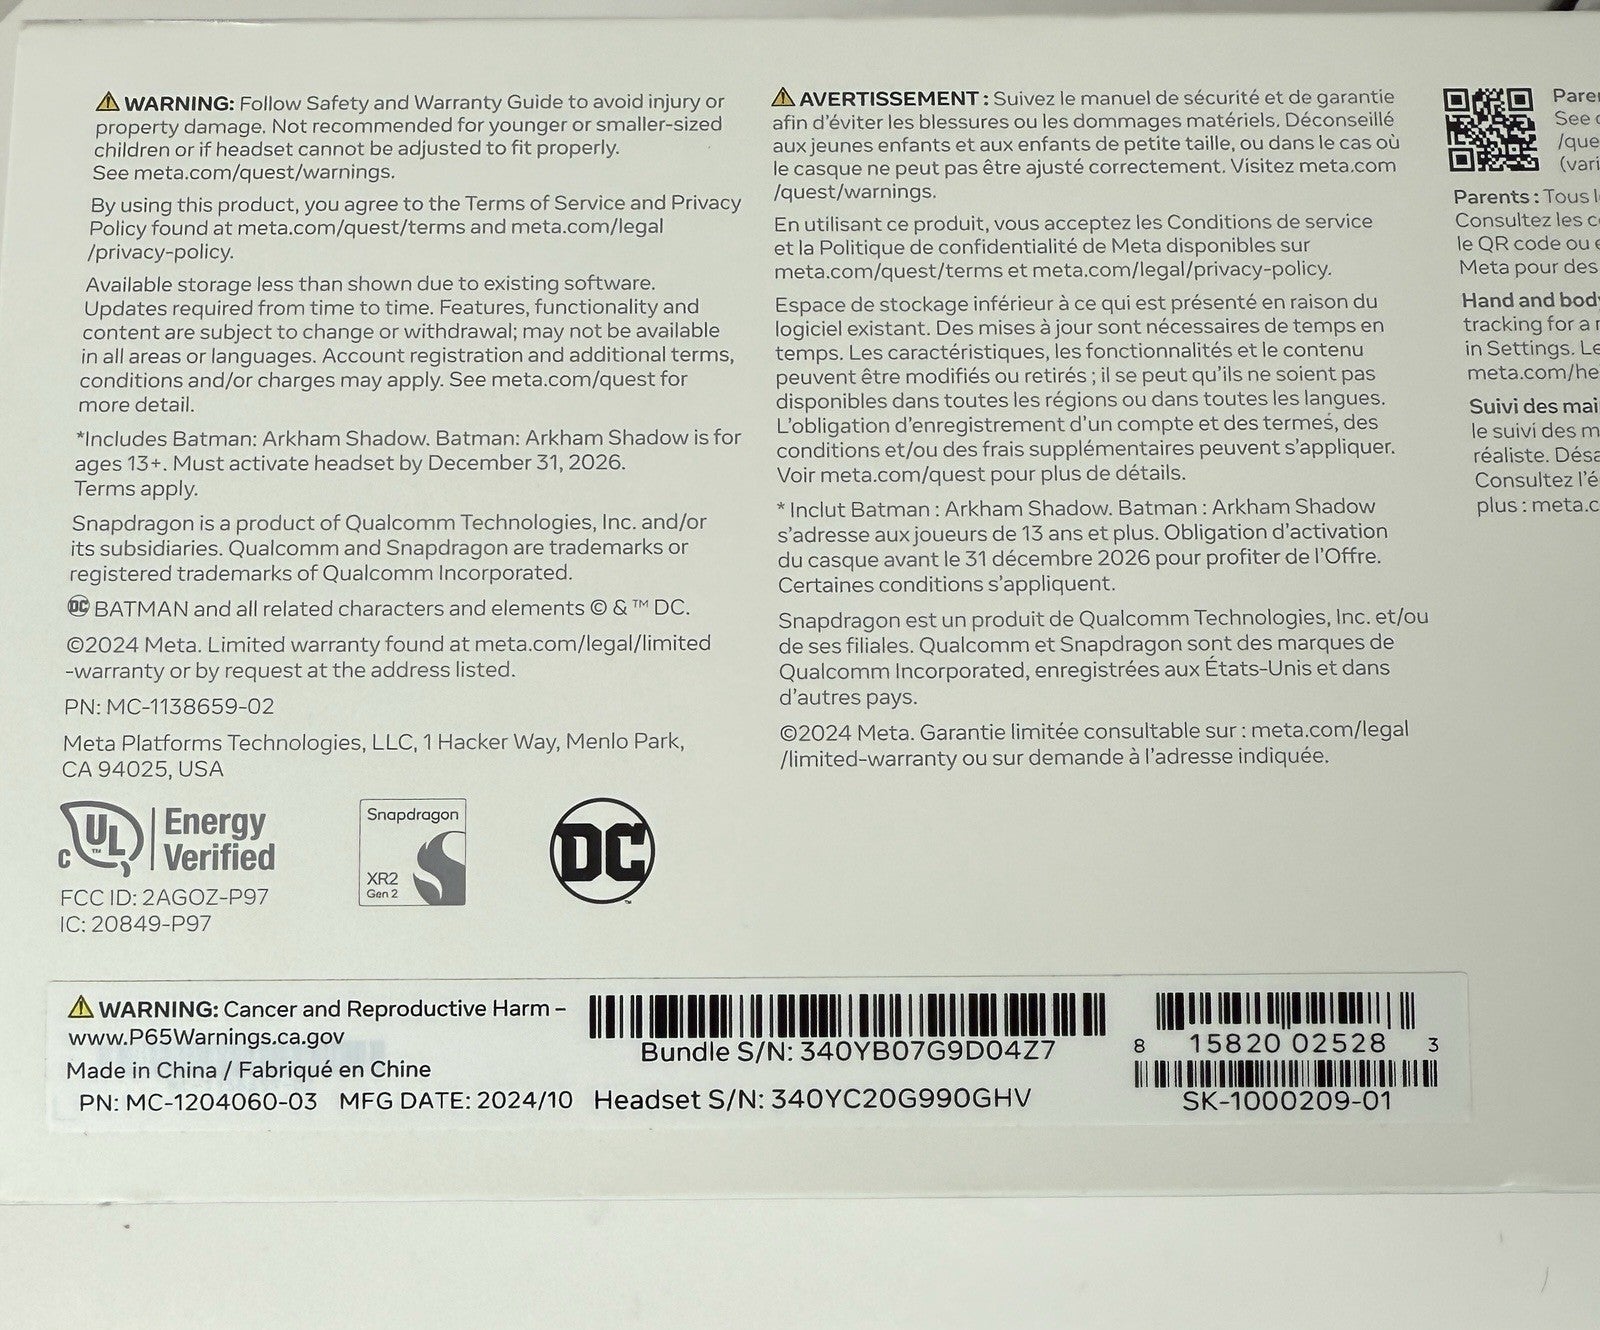 WARNING: Follow Safety and Warranty Guide to avoid injury or
property damage. Not recommended for younger or smaller-sized
children or if headset cannot be adjusted to fit properly.
See meta.com/quest/warnings.
By using this product, you agree to the Terms of Service and Privacy
Policy found at meta.com/quest/terms and meta.com/legal
/privacy-policy.
Available storage less than shown due to existing software.
Updates required from time to time. Features, functionality and
content are subject to change or withdrawal; may not be available
in all areas or languages. Account registration and additional terms,
conditions and/or charges may apply. See meta.com/quest for
more detail.
*Includes Batman: Arkham Shadow. Batman: Arkham Shadow is for
ages 13+. Must activate headset by December 31, 2026.
Terms apply.
Snapdragon is a product of Qualcomm Technologies, Inc. and/or
its subsidiaries. Qualcomm and Snapdragon are trademarks or
registered trademarks of Qualcomm Incorporated.
DC BATMAN and all related characters and elements © & ™ DC.
©2024 Meta. Limited warranty found at meta.com/legal/limited
-warranty or by request at the address listed.
PN: MC-1138659-02
Meta Platforms Technologies, LLC, 1 Hacker Way, Menlo Park,
CA 94025, USA
c UL™ Energy
Verified
FCC ID: 2AGOZ-P97
IC: 20849-P97
Snapdragon
XR2
Gen 2
DC™
AVERTISSEMENT : Suivez le manuel de sécurité et de garantie
afin d'éviter les blessures ou les dommages matériels. Déconseillé
aux jeunes enfants et aux enfants de petite taille, ou dans le cas où
le casque ne peut pas être ajusté correctement. Visitez meta.com
/quest/warnings.
En utilisant ce produit, vous acceptez les Conditions de service
et la Politique de confidentialité de Meta disponibles sur
meta.com/quest/terms et meta.com/legal/privacy-policy.
Espace de stockage inférieur à ce qui est présenté en raison du
logiciel existant. Des mises à jour sont nécessaires de temps en
temps. Les caractéristiques, les fonctionnalités et le contenu
peuvent être modifiés ou retirés ; il se peut qu'ils ne soient pas
disponibles dans toutes les régions ou dans toutes les langues.
L'obligation d'enregistrement d'un compte et des termes, des
conditions et/ou des frais supplémentaires peuvent s'appliquer.
Voir meta.com/quest pour plus de détails.
* Inclut Batman : Arkham Shadow. Batman : Arkham Shadow
s'adresse aux joueurs de 13 ans et plus. Obligation d'activation
du casque avant le 31 décembre 2026 pour profiter de l'Offre.
Certaines conditions s'appliquent.
Snapdragon est un produit de Qualcomm Technologies, Inc. et/ou
de ses filiales. Qualcomm et Snapdragon sont des marques de
Qualcomm Incorporated, enregistrées aux États-Unis et dans
d'autres pays.
©2024 Meta. Garantie limitée consultable sur : meta.com/legal
/limited-warranty ou sur demande à l'adresse indiquée.
See
/que
(vari
Parents : Tous
Consultez les
le QR code ou
Meta pour des
Hand and body
tracking for a
in Settings.
meta.com/he
Suivi des mai
le suivi des m
réaliste. Désa
Consultez l'é
plus : meta.c
WARNING: Cancer and Reproductive Harm –
www.P65Warnings.ca.gov
Made in China / Fabriqué en Chine
PN: MC-1204060-03 MFG DATE: 2024/10
Bundle S/N: 340YB07G9D04Z7
Headset S/N: 340YC20G990GHV
8 15820 02528 3
SK-1000209-01